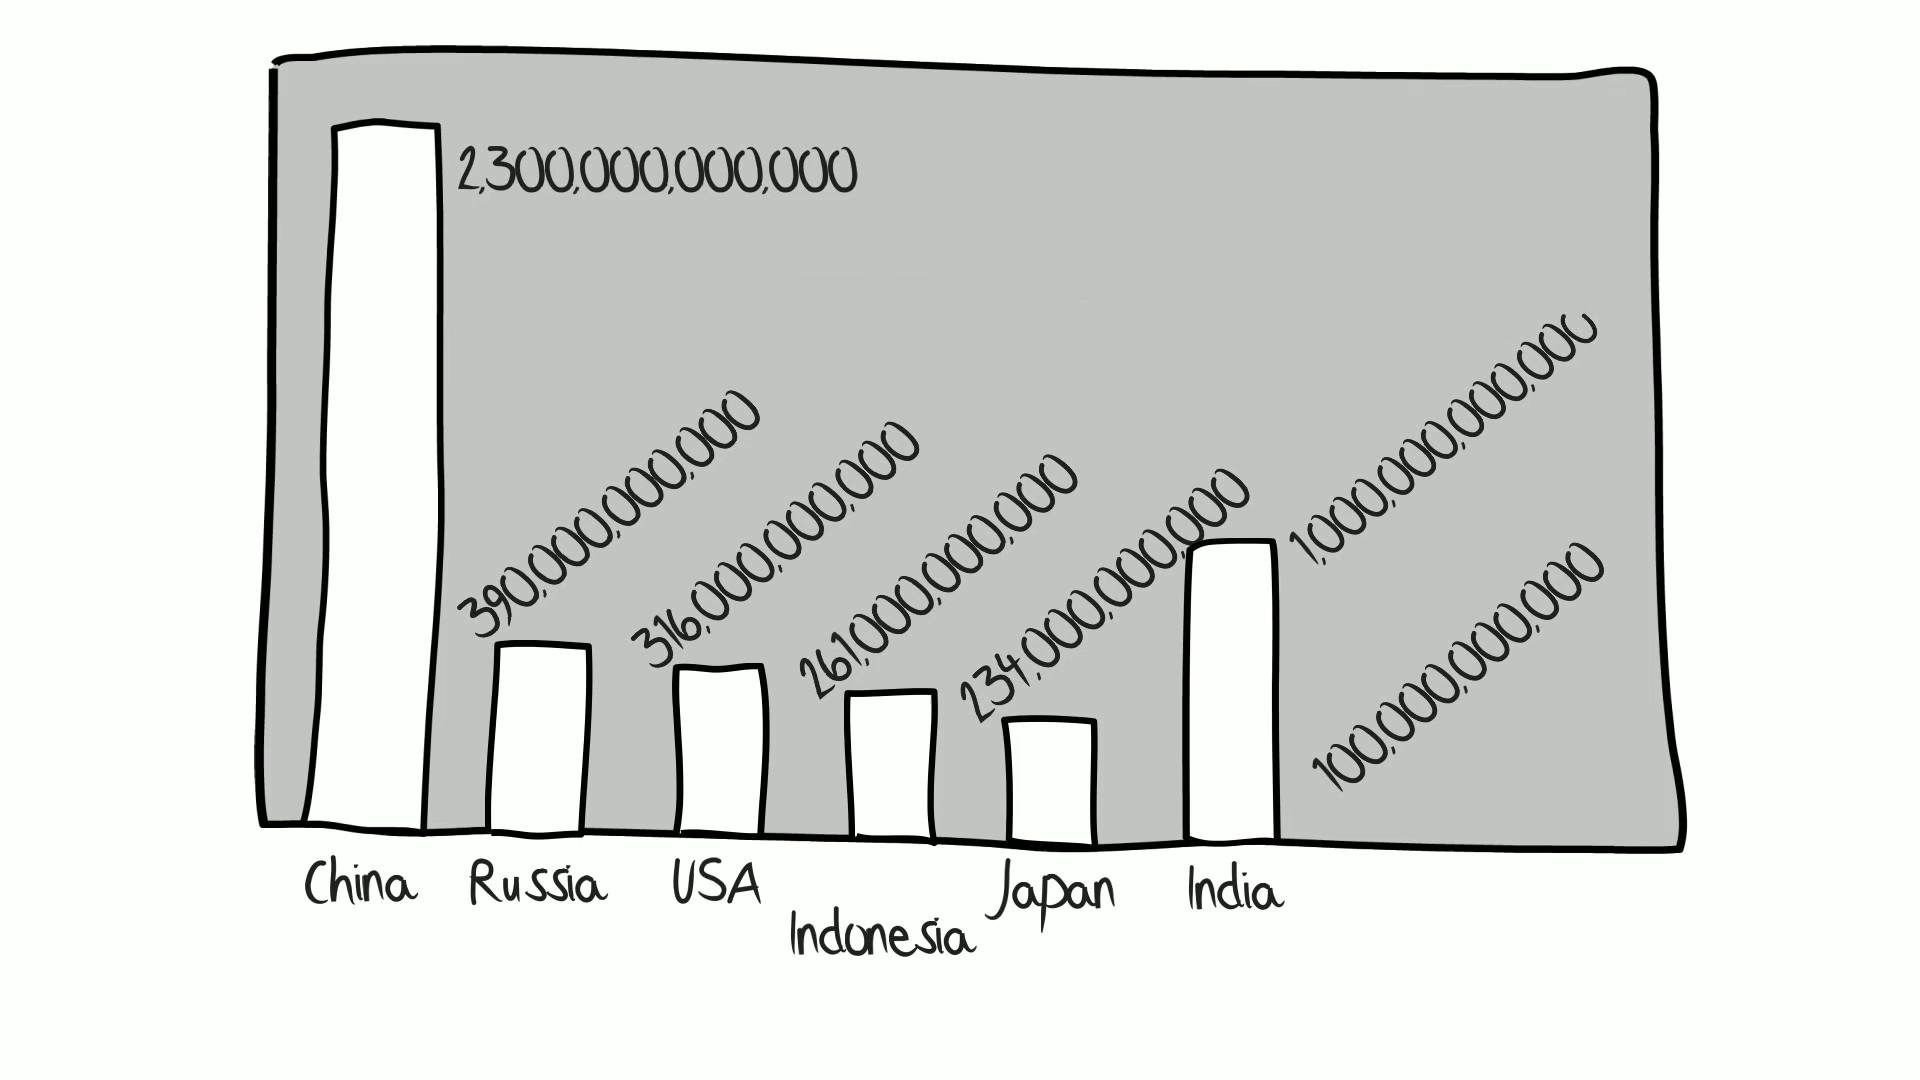 2,300,000,000,000
390,000,000,000
316,000,000,000
261,000,000,000
234,000,000,000
1,000,000,000,000
100,000,000,000
China
Russia
USA
Indonesia
Japan
India